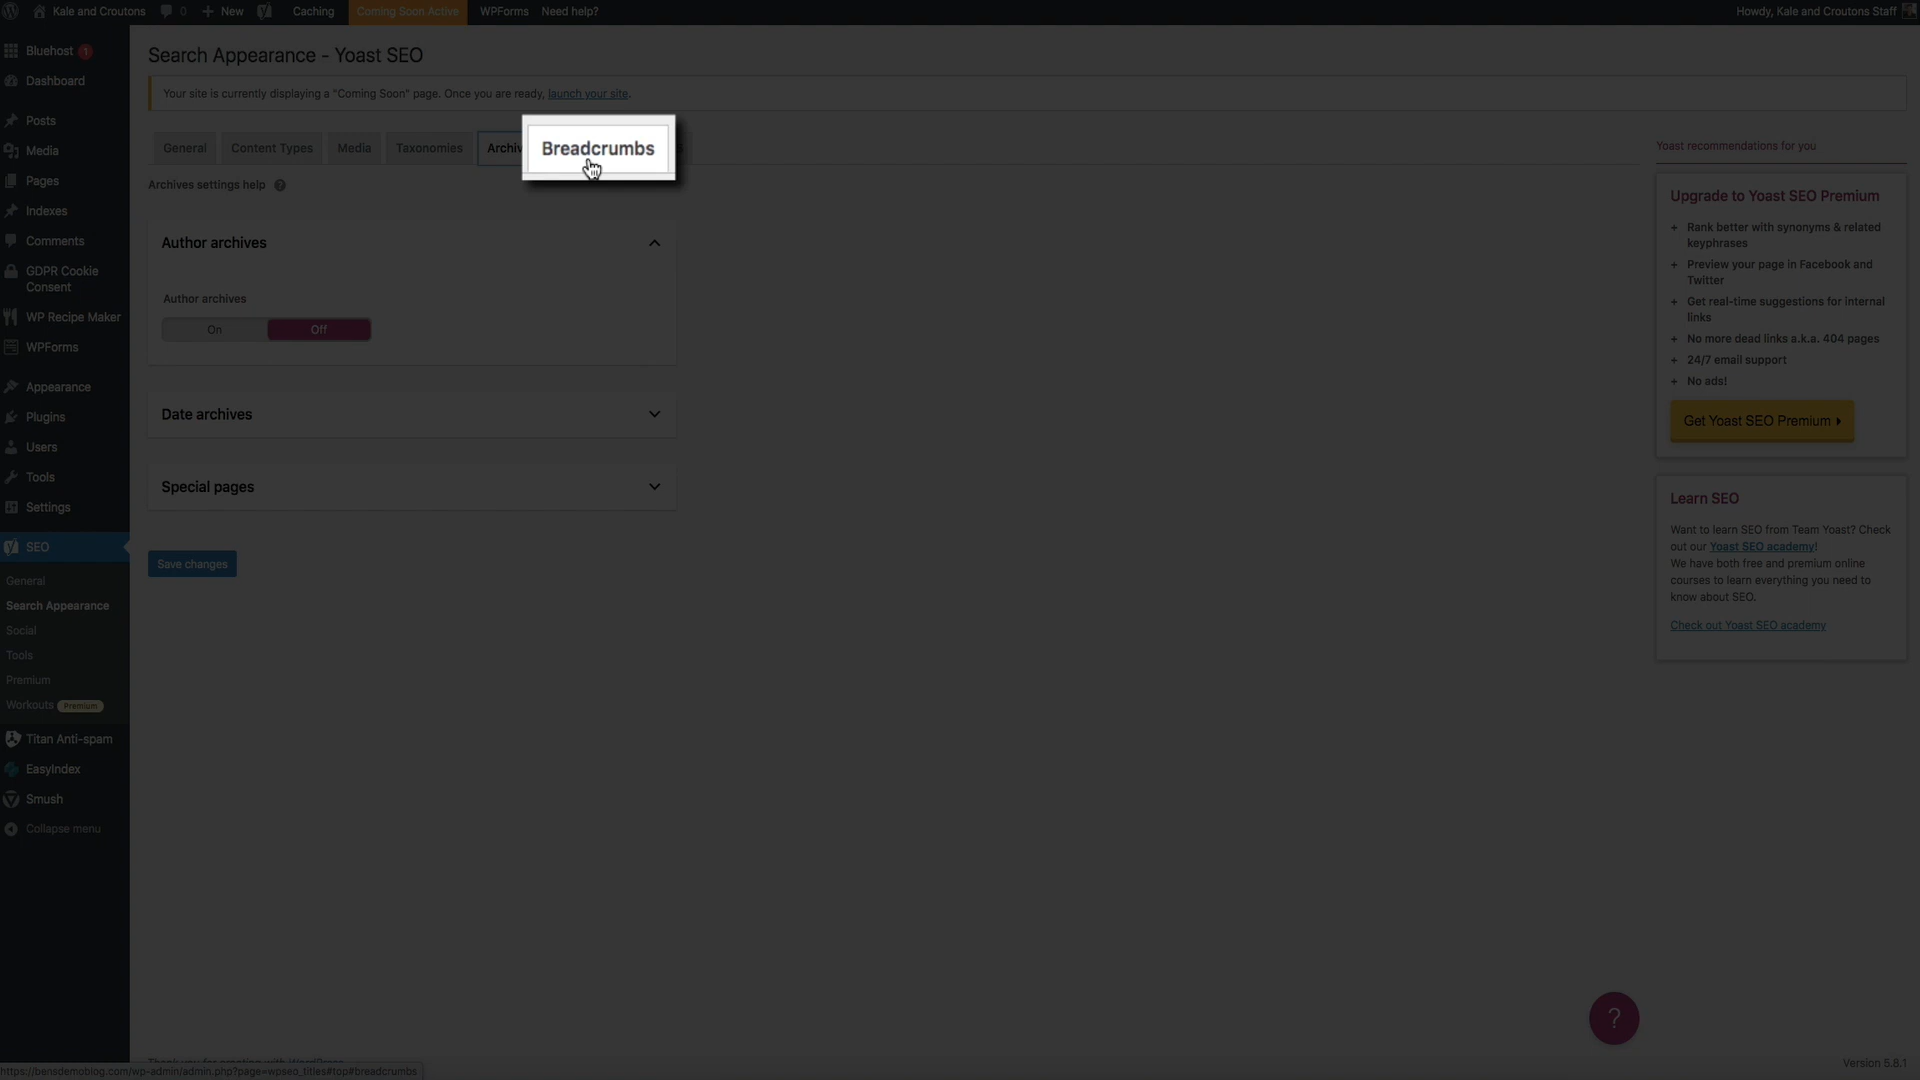 Kale and Croutons 0 New Caching Coming Soon Active WPForms Need help? Howdy, Kale and Croutons Staff
Bluehost 1
Dashboard
Posts
Media
Pages
Indexes
Comments
GDPR Cookie
Consent
WP Recipe Maker
WPForms
Appearance
Plugins
Users
Tools
Settings
SEO
General
Search Appearance
Social
Tools
Premium
Workouts Premium
Titan Anti-spam
EasyIndex
Smush
Collapse menu
Search Appearance - Yoast SEO
Your site is currently displaying a "Coming Soon" page. Once you are ready, launch your site.
General Content Types Media Taxonomies Archiv Breadcrumbs
Archives settings help ?
Author archives
Author archives
On Off
Date archives
Special pages
Save changes
Yoast recommendations for you
Upgrade to Yoast SEO Premium
+ Rank better with synonyms & related
keyphrases
+ Preview your page in Facebook and
Twitter
+ Get real-time suggestions for internal
links
+ No more dead links a.k.a. 404 pages
+ 24/7 email support
+ No ads!
Get Yoast SEO Premium
Learn SEO
Want to learn SEO from Team Yoast? Check
out our Yoast SEO academy!
We have both free and premium online
courses to learn everything you need to
know about SEO.
Check out Yoast SEO academy
?
Thank you for creating with WordPress.
https://bensdemoblog.com/wp-admin/admin.php?page=wpseo_titles#top#breadcrumbs
Version 5.8.1